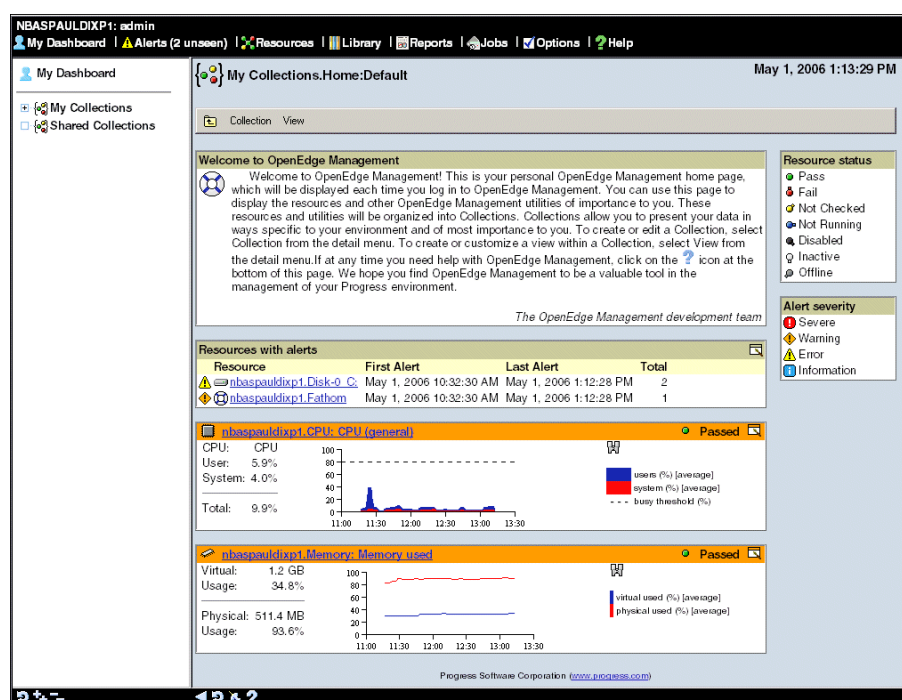 NBASPAULDIXP1: admin
My Dashboard | Alerts (2 unseen) | Resources | Library | Reports | Jobs | Options | ? Help
My Dashboard
My Collections
Shared Collections
My Collections.Home:Default
May 1, 2006 1:13:29 PM
Collection View
Welcome to OpenEdge Management
Welcome to OpenEdge Management! This is your personal OpenEdge Management home page,
which will be displayed each time you log in to OpenEdge Management. You can use this page to
display the resources and other OpenEdge Management utilities of importance to you. These
resources and utilities will be organized into Collections. Collections allow you to present your data in
ways specific to your environment and of most importance to you. To create or edit a Collection, select
Collection from the detail menu. To create or customize a view within a Collection, select View from
the detail menu.If at any time you need help with OpenEdge Management, click on the ? icon at the
bottom of this page. We hope you find OpenEdge Management to be a valuable tool in the
management of your Progress environment.
The OpenEdge Management development team
Resource status
Pass
Fail
Not Checked
Not Running
Disabled
Inactive
Offline
Alert severity
Severe
Warning
Error
Information
Resources with alerts
Resource First Alert Last Alert Total
nbaspauldixp1.Disk-0_C: May 1, 2006 10:32:30 AM May 1, 2006 1:12:28 PM 2
nbaspauldixp1.Fathom May 1, 2006 10:32:30 AM May 1, 2006 1:12:28 PM 1
nbaspauldixp1.CPU: CPU (general) Passed
CPU: CPU
User: 5.9%
System: 4.0%
Total: 9.9%
100
80
60
40
20
0
11:00 11:30 12:00 12:30 13:00 13:30
users (%) [average]
system (%) [average]
busy threshold (%)
nbaspauldixp1.Memory: Memory used Passed
Virtual: 1.2 GB
Usage: 34.8%
Physical: 511.4 MB
Usage: 93.6%
100
80
60
40
20
0
11:00 11:30 12:00 12:30 13:00 13:30
virtual used (%) [average]
physical used (%) [average]
Progress Software Corporation (www.progress.com)